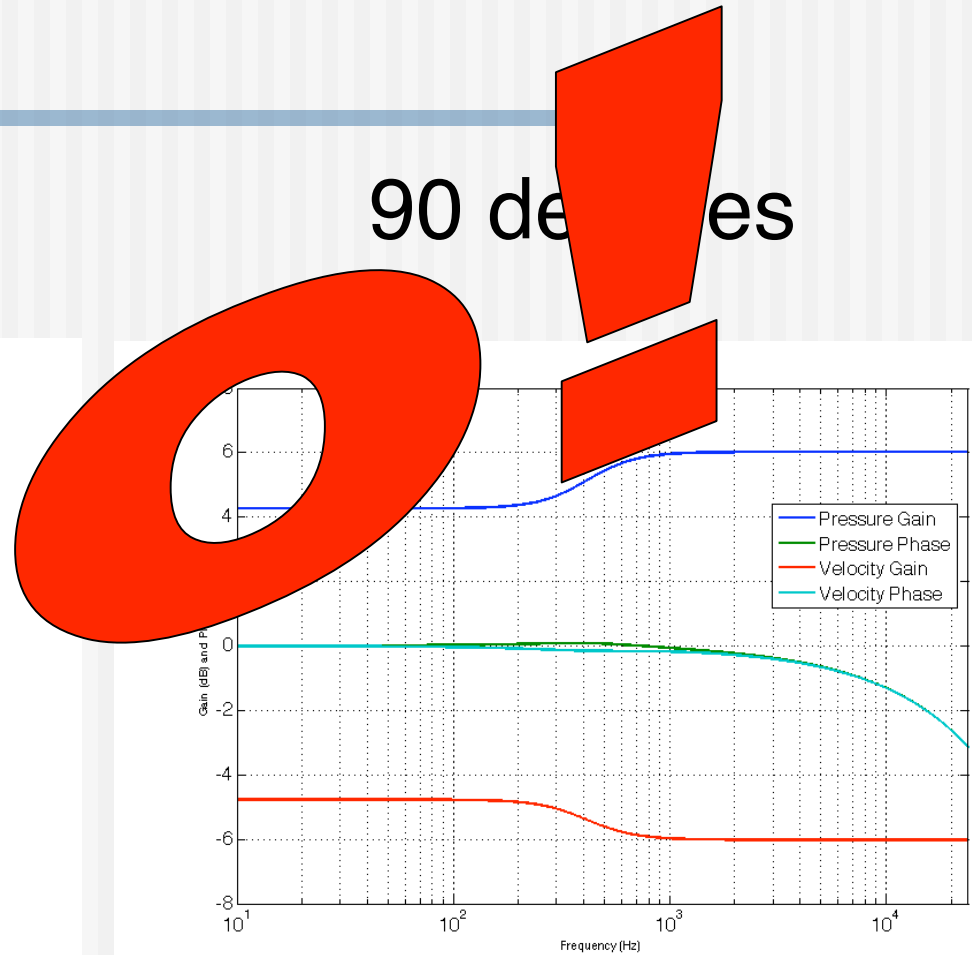 O!
90 de es
6
4
0
-2
-4
-6
-8
10^1
10^2
10^3
10^4
Gain (dB) and
Frequency (Hz)
Pressure Gain
Pressure Phase
Velocity Gain
Velocity Phase